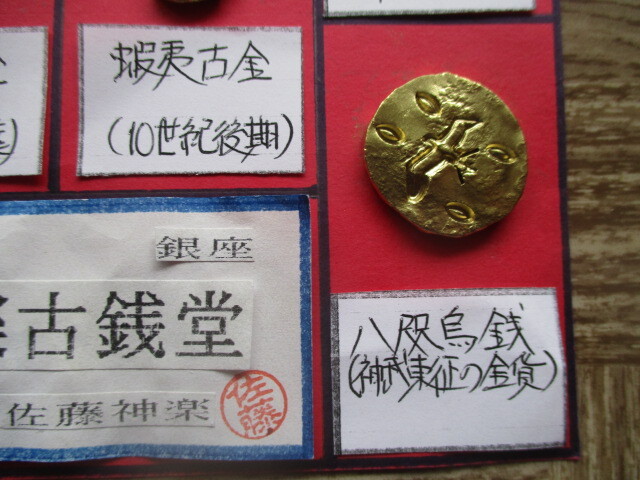 蝦夷古金
(10世紀後期)
銀座
古銭堂
佐藤神楽
佐藤
八咫烏銭
(神武東征の金貨)